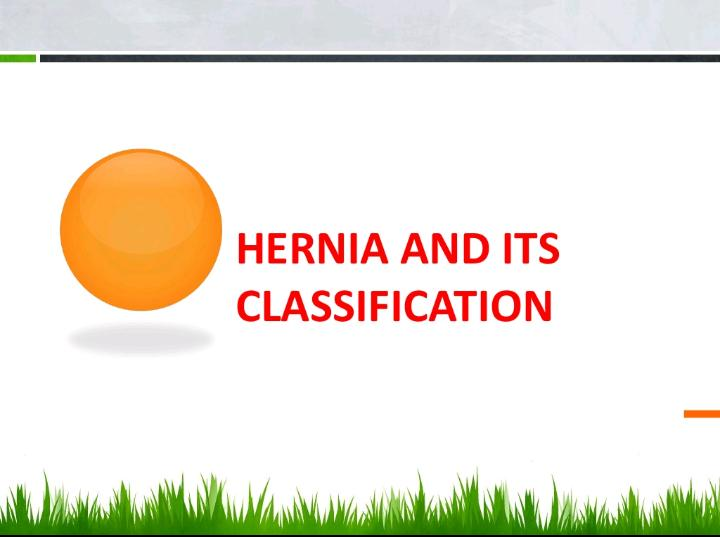 HERNIA AND ITS
CLASSIFICATION